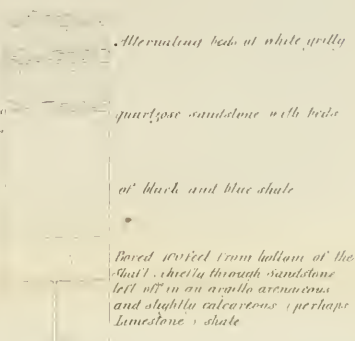 Alternating beds of white gritty
quartzose sandstone with beds
of black and blue shale
Bored feet from bottom of the
Shaft, chiefly through sandstone
left off in an argillo arenaceous
and slightly calcareous (perhaps
Limestone) shale